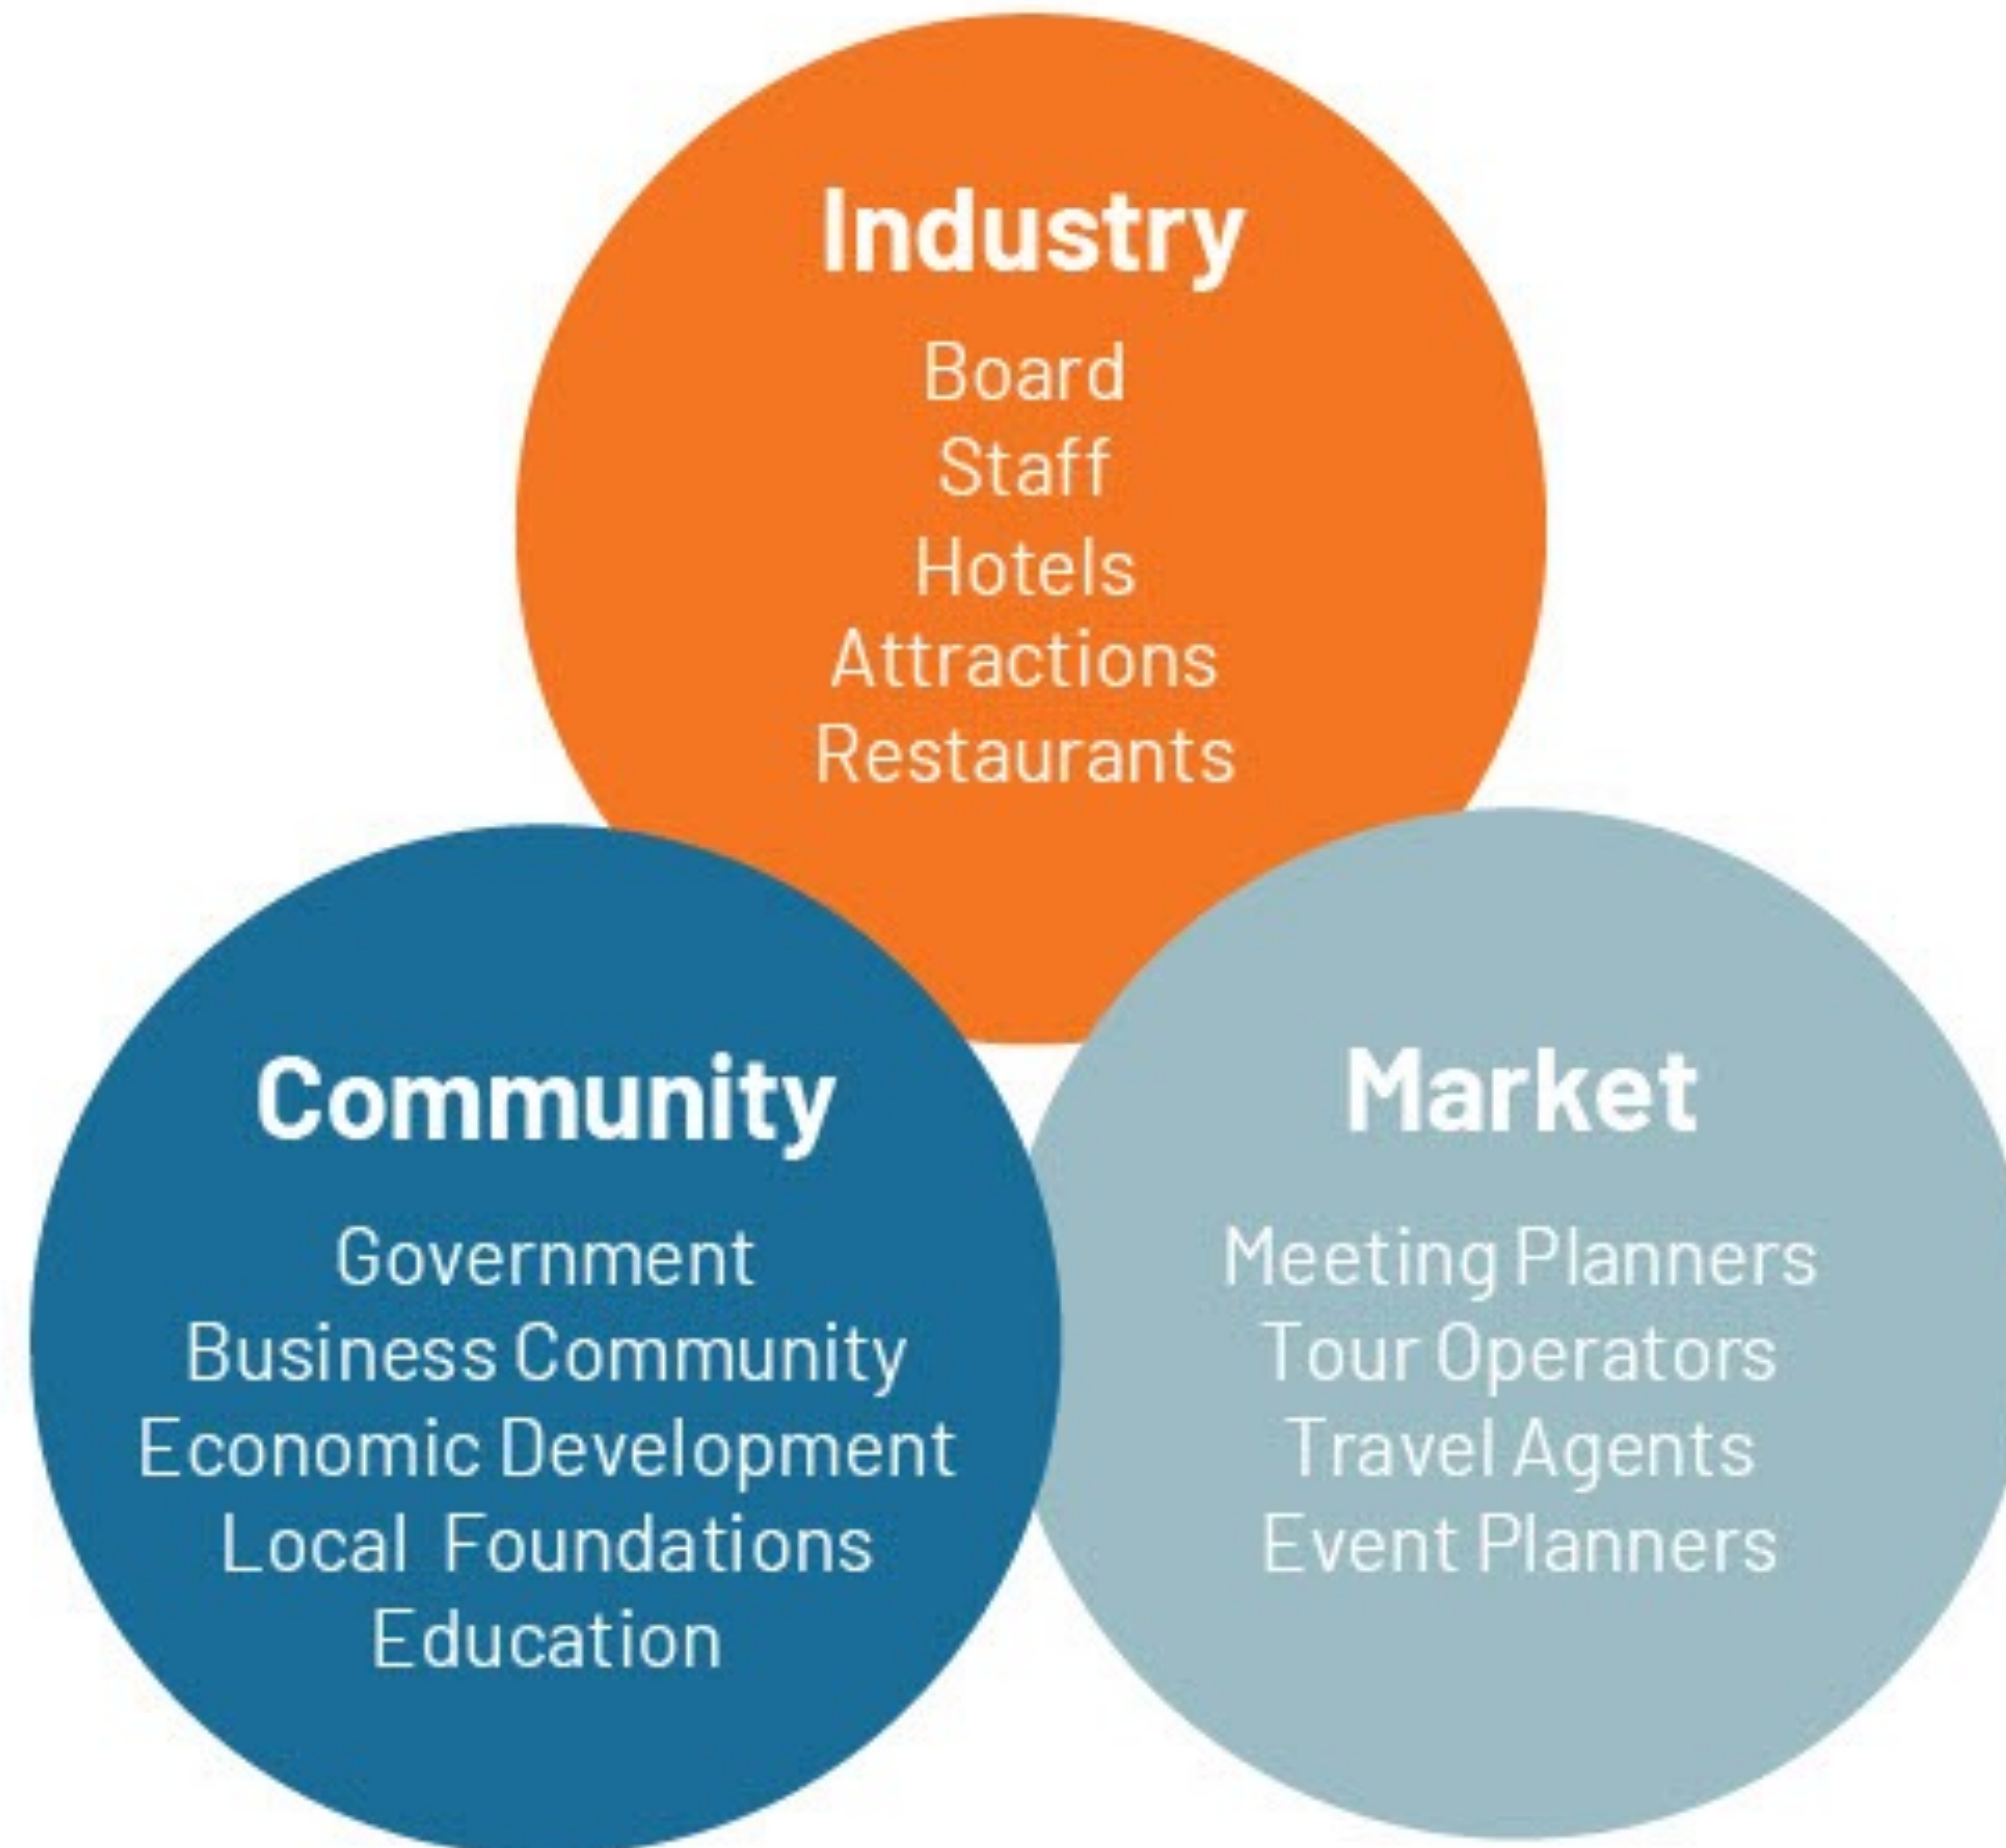 Industry
Board
Staff
Hotels
Attractions
Restaurants
Community
Government
Business Community
Economic Development
Local Foundations
Education
Market
Meeting Planners
Tour Operators
Travel Agents
Event Planners